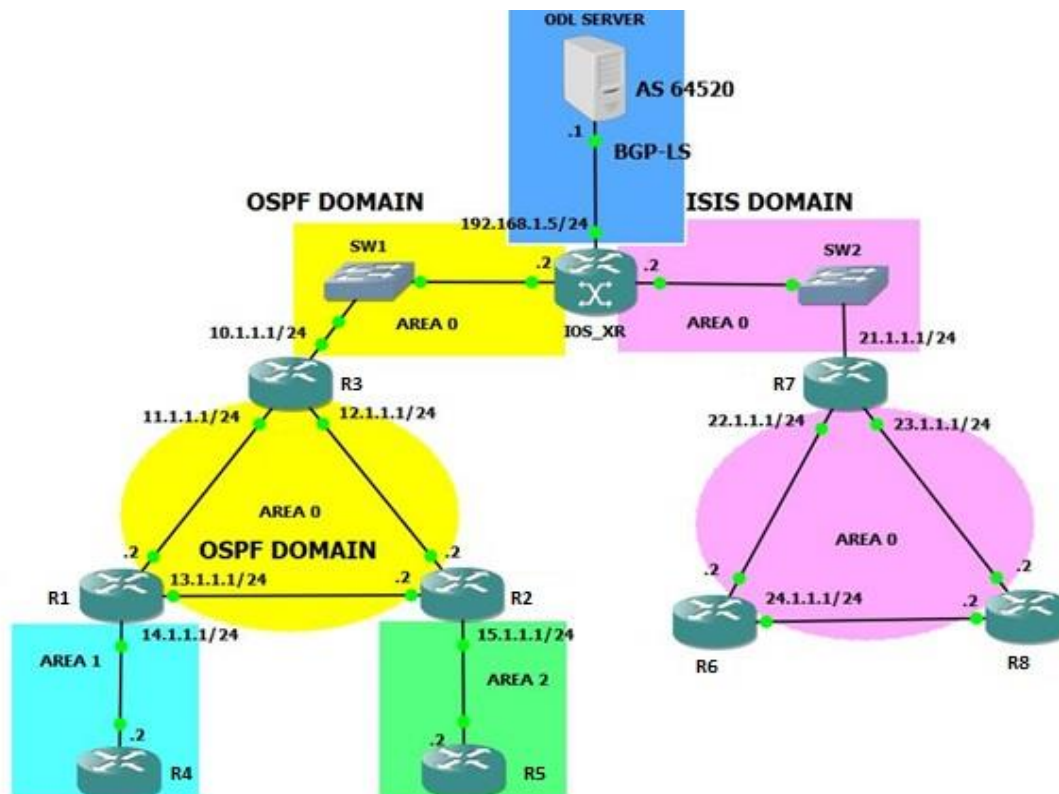 ODL SERVER
AS 64520
.1
BGP-LS
OSPF DOMAIN
ISIS DOMAIN
192.168.1.5/24
SW1
SW2
.2
.2
AREA 0
IOS_XR
AREA 0
10.1.1.1/24
21.1.1.1/24
R3
R7
11.1.1.1/24
12.1.1.1/24
22.1.1.1/24
23.1.1.1/24
AREA 0
AREA 0
OSPF DOMAIN
.2
.2
.2
.2
R1
13.1.1.1/24
.2
R2
24.1.1.1/24
.2
R6
R8
14.1.1.1/24
15.1.1.1/24
AREA 1
AREA 2
.2
.2
R4
R5